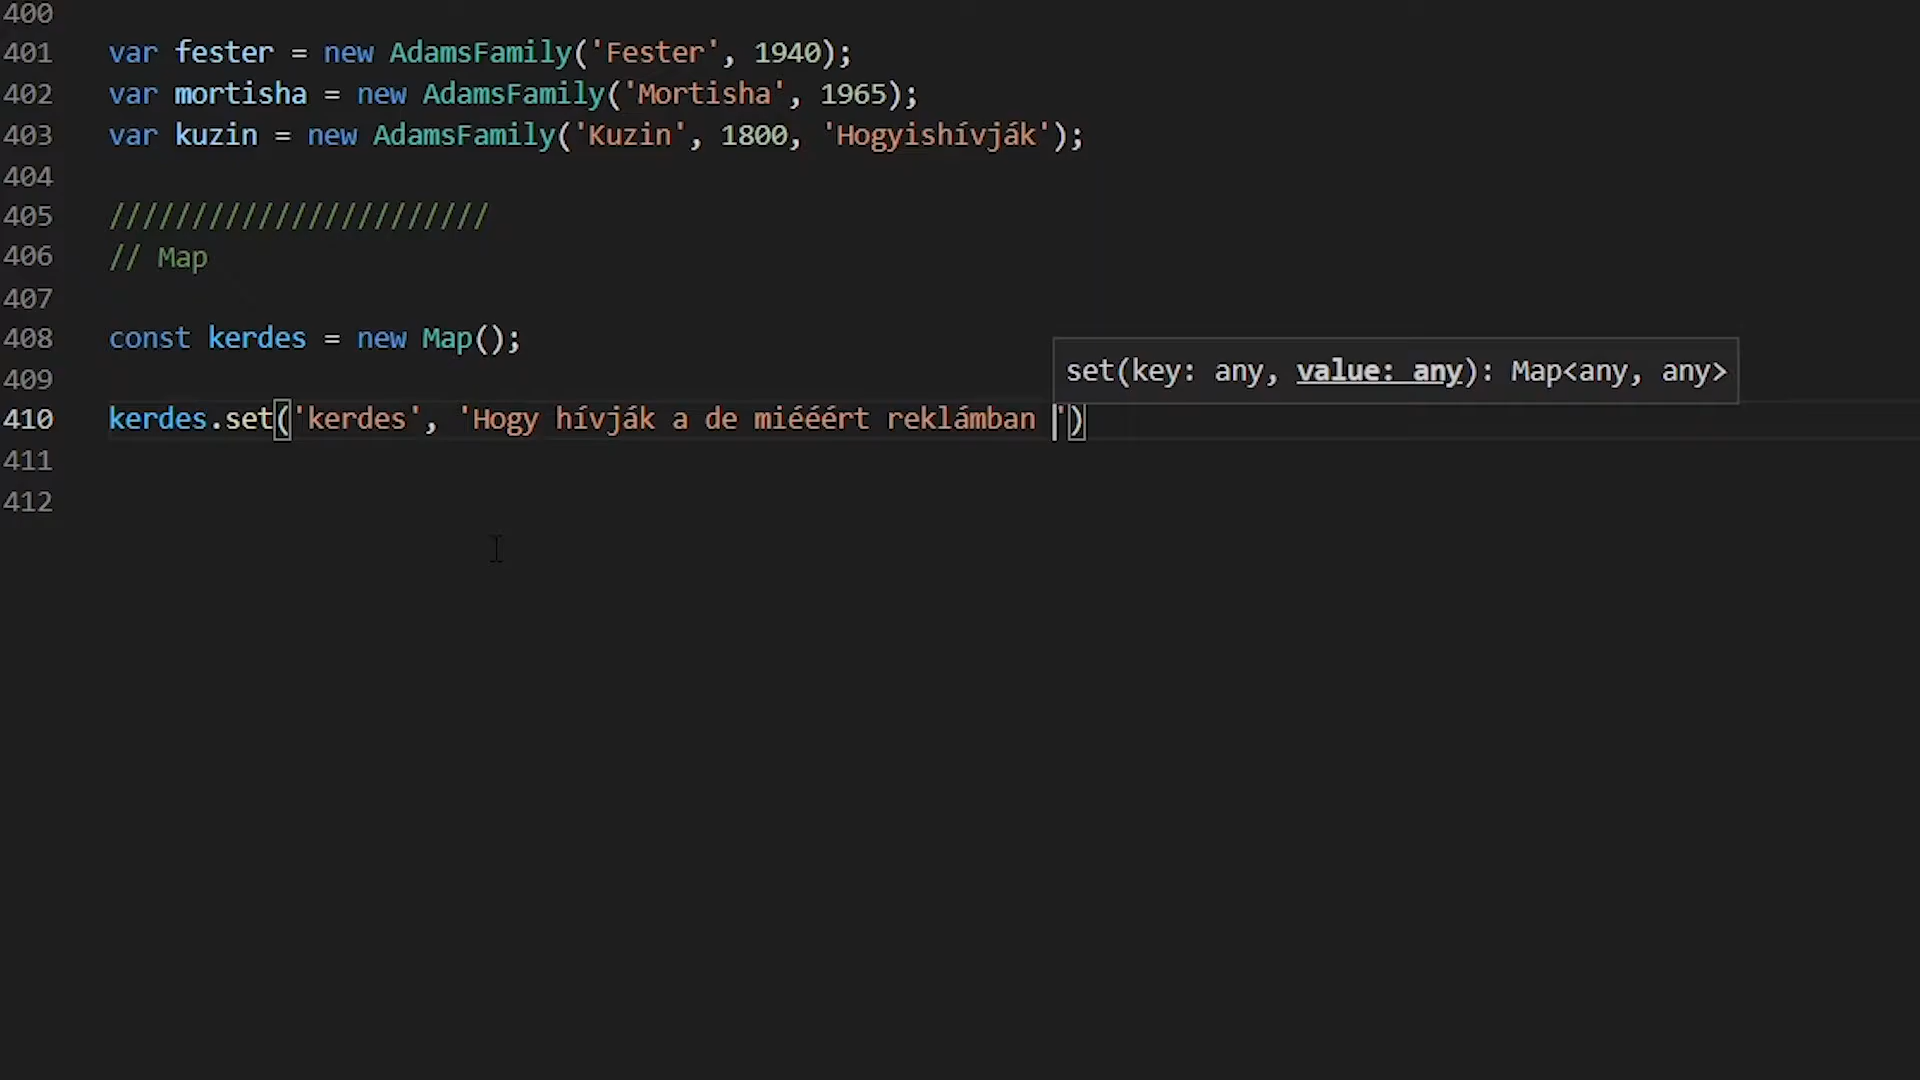 400
401 var fester = new AdamsFamily('Fester', 1940);
402 var mortisha = new AdamsFamily('Mortisha', 1965);
403 var kuzin = new AdamsFamily('Kuzin', 1800, 'Hogyishívják');
404
405 ///////////////////////
406 // Map
407
408 const kerdes = new Map();
set(key: any, value: any): Map<any, any>
409
410 kerdes.set('kerdes', 'Hogy hívják a de miééért reklámban ')
411
412